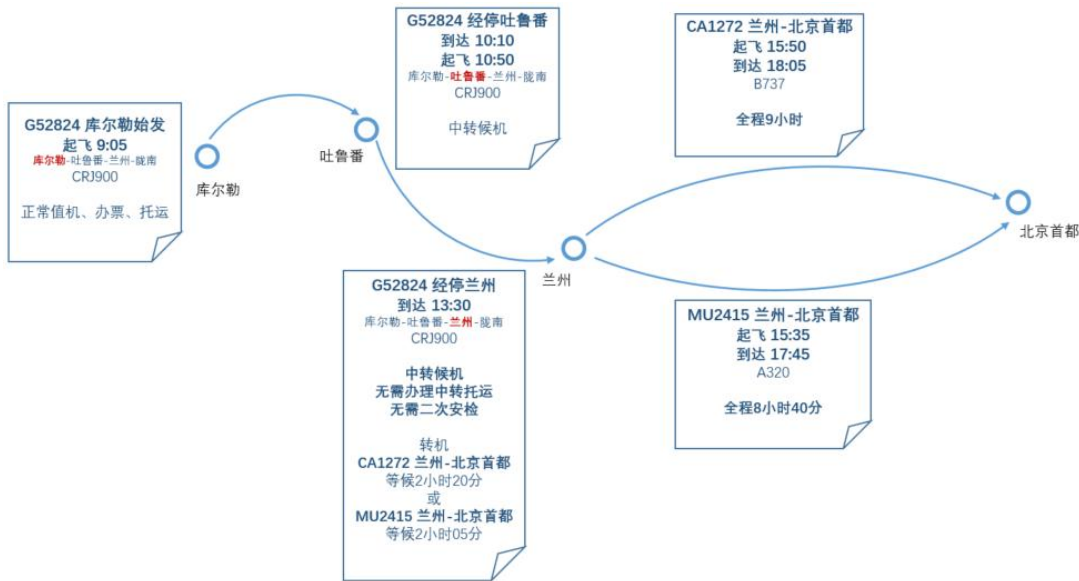 G52824 库尔勒始发
起飞 9:05
库尔勒-吐鲁番-兰州-陇南
CRJ900
正常值机、办票、托运
库尔勒
G52824 经停吐鲁番
到达 10:10
起飞 10:50
库尔勒-吐鲁番-兰州-陇南
CRJ900
中转候机
吐鲁番
G52824 经停兰州
到达 13:30
库尔勒-吐鲁番-兰州-陇南
CRJ900
中转候机
无需办理中转托运
无需二次安检
转机
CA1272 兰州-北京首都
等候2小时20分
或
MU2415 兰州-北京首都
等候2小时05分
兰州
CA1272 兰州-北京首都
起飞 15:50
到达 18:05
B737
全程9小时
MU2415 兰州-北京首都
起飞 15:35
到达 17:45
A320
全程8小时40分
北京首都